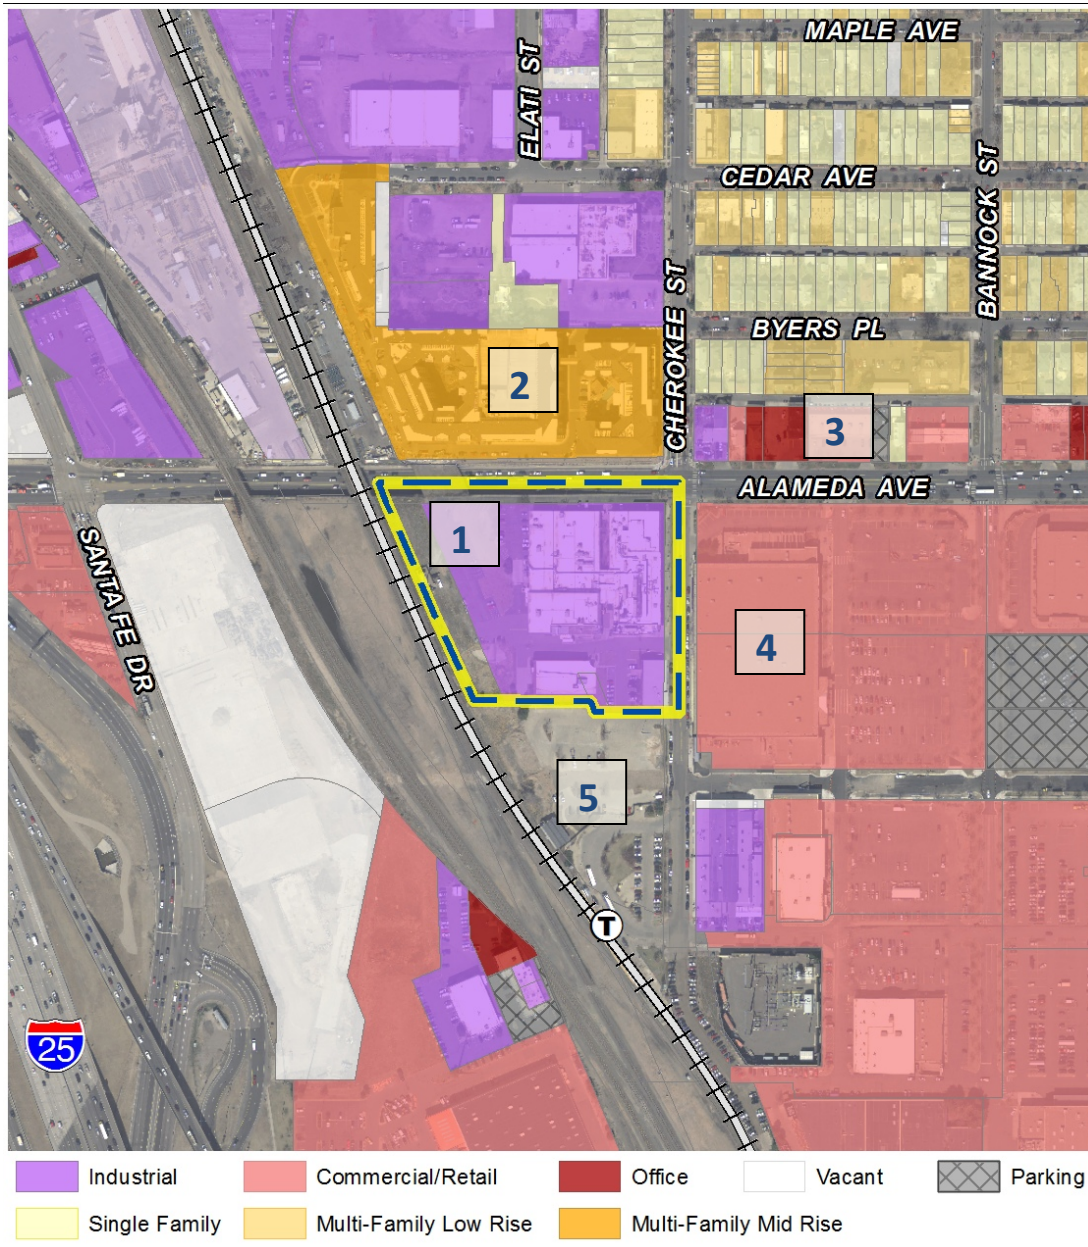 MAPLE AVE
ELATI ST
CEDAR AVE
BANNOCK ST
CHEROKEE ST
BYERS PL
2
3
ALAMEDA AVE
1
SANTA FE DR
4
5
T
25
Industrial
Commercial/Retail
Office
Vacant
Parking
Single Family
Multi-Family Low Rise
Multi-Family Mid Rise